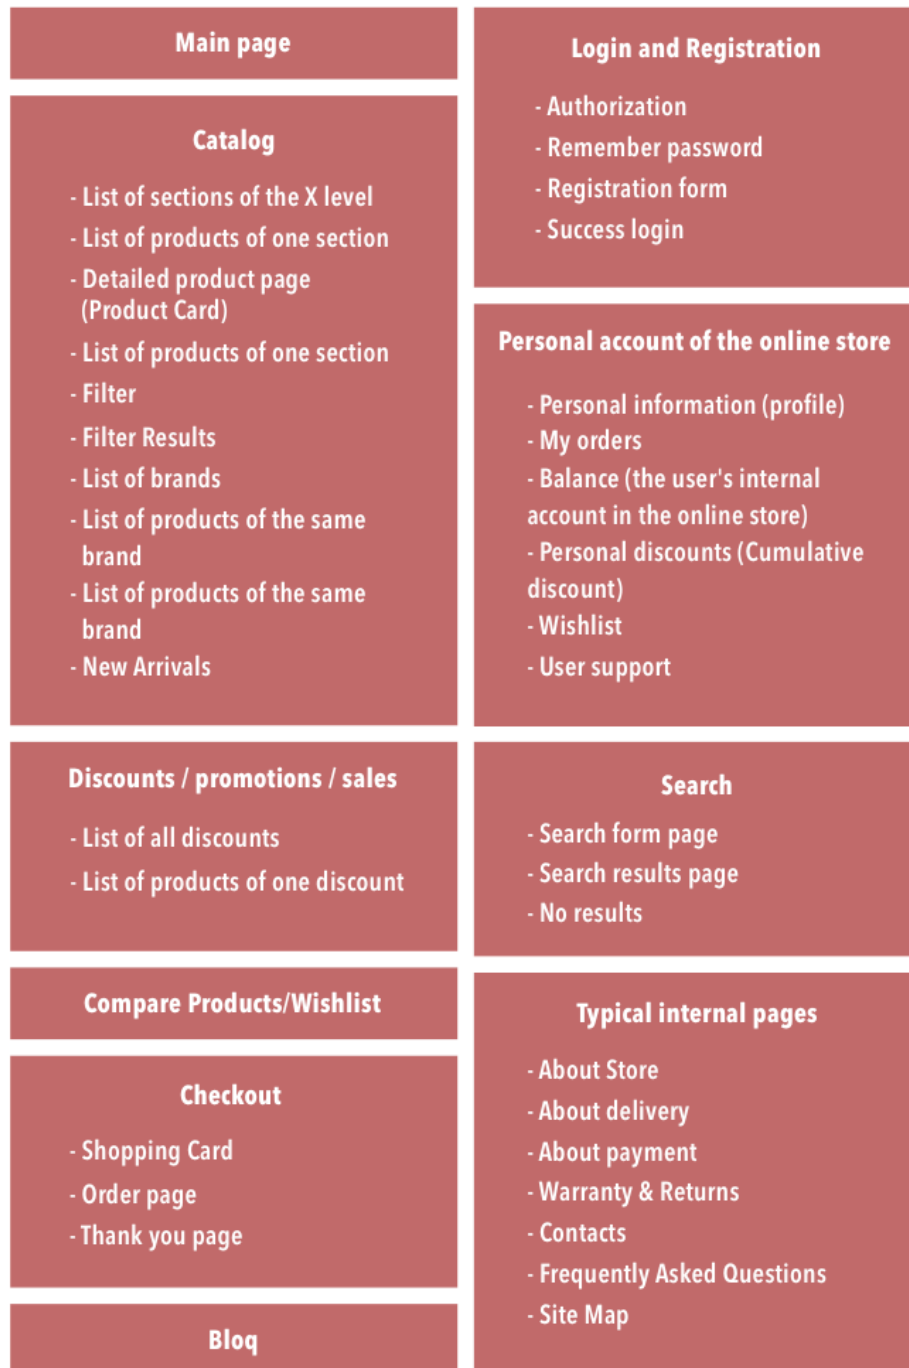 Main page
Catalog
- List of sections of the X level
- List of products of one section
- Detailed product page
(Product Card)
- List of products of one section
- Filter
- Filter Results
- List of brands
- List of products of the same
brand
- List of products of the same
brand
- New Arrivals
Discounts / promotions / sales
- List of all discounts
- List of products of one discount
Compare Products/Wishlist
Checkout
- Shopping Card
- Order page
- Thank you page
Bloq
Login and Registration
- Authorization
- Remember password
- Registration form
- Success login
Personal account of the online store
- Personal information (profile)
- My orders
- Balance (the user's internal
account in the online store)
- Personal discounts (Cumulative
discount)
- Wishlist
- User support
Search
- Search form page
- Search results page
- No results
Typical internal pages
- About Store
- About delivery
- About payment
- Warranty & Returns
- Contacts
- Frequently Asked Questions
- Site Map